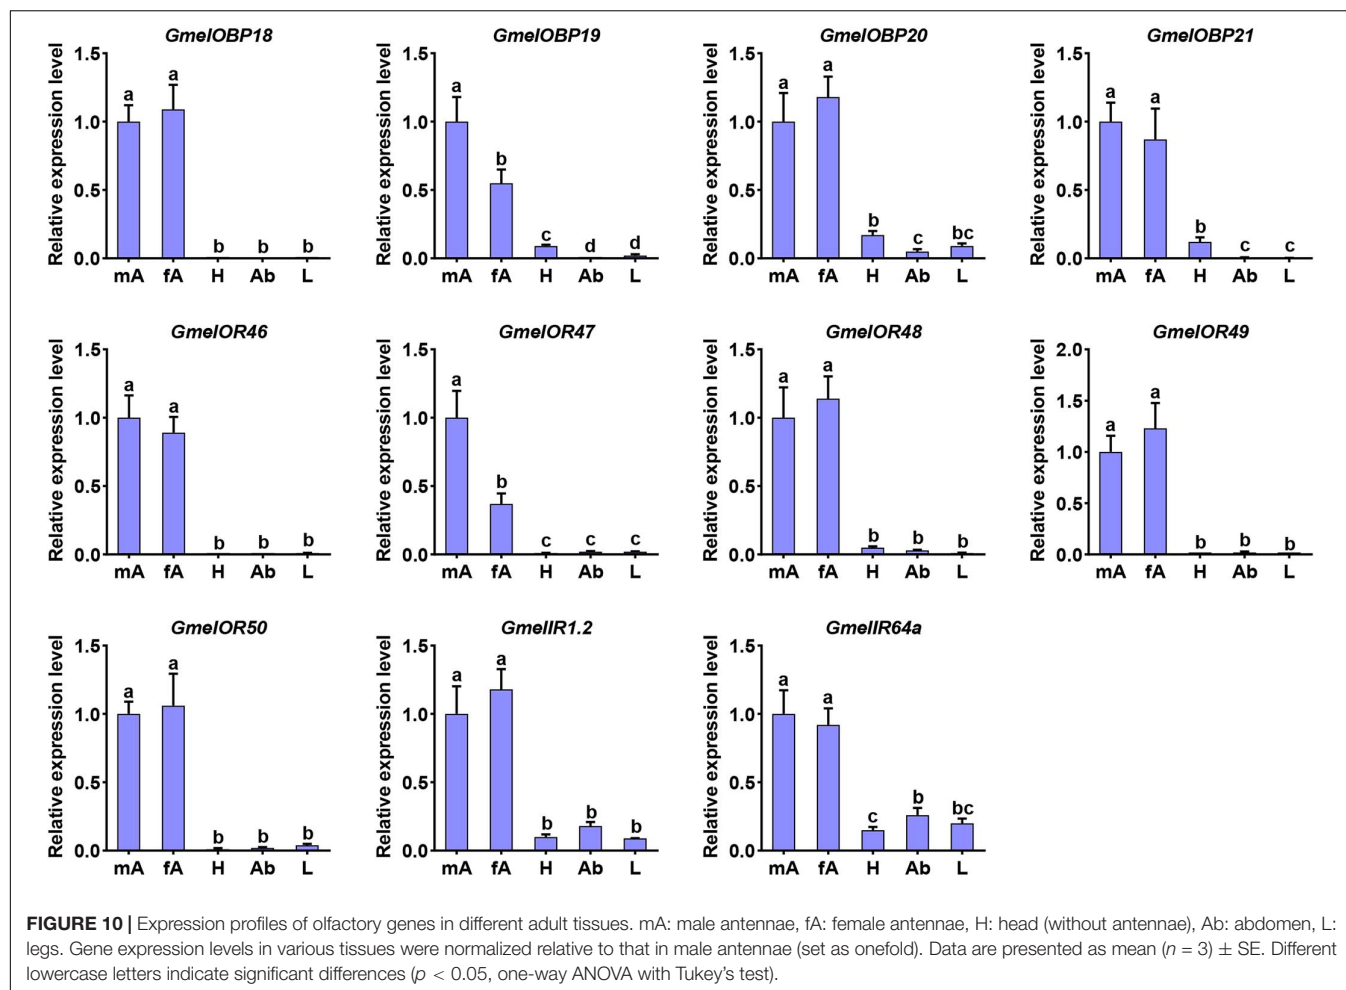 GmelOBP18
Relative expression level
1.5
1.0
0.5
0.0
a
a
b
b
b
mA fA H Ab L
GmelOBP19
Relative expression level
1.5
1.0
0.5
0.0
a
b
c
d
d
mA fA H Ab L
GmelOBP20
Relative expression level
1.5
1.0
0.5
0.0
a
a
b
c
bc
mA fA H Ab L
GmelOBP21
Relative expression level
1.5
1.0
0.5
0.0
a
a
b
c
c
mA fA H Ab L
GmelOR46
Relative expression level
1.5
1.0
0.5
0.0
a
a
b
b
b
mA fA H Ab L
GmelOR47
Relative expression level
1.5
1.0
0.5
0.0
a
b
c
c
c
mA fA H Ab L
GmelOR48
Relative expression level
1.5
1.0
0.5
0.0
a
a
b
b
b
mA fA H Ab L
GmelOR49
Relative expression level
2.0
1.5
1.0
0.5
0.0
a
a
b
b
b
mA fA H Ab L
GmelOR50
Relative expression level
1.5
1.0
0.5
0.0
a
a
b
b
b
mA fA H Ab L
GmelIR1.2
Relative expression level
1.5
1.0
0.5
0.0
a
a
b
b
b
mA fA H Ab L
GmelIR64a
Relative expression level
1.5
1.0
0.5
0.0
a
a
c
b
bc
mA fA H Ab L
FIGURE 10 | Expression profiles of olfactory genes in different adult tissues. mA: male antennae, fA: female antennae, H: head (without antennae), Ab: abdomen, L:
legs. Gene expression levels in various tissues were normalized relative to that in male antennae (set as onefold). Data are presented as mean (n = 3) ± SE. Different
lowercase letters indicate significant differences (p < 0.05, one-way ANOVA with Tukey's test).